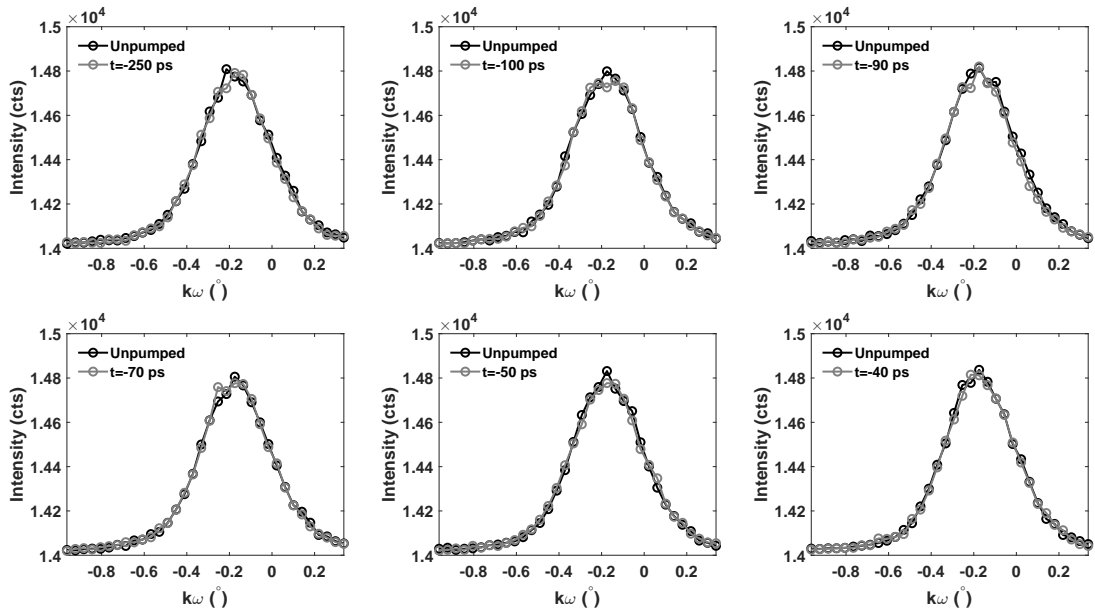 ×10⁴
1.5
1.48
1.46
1.44
1.42
1.4
Intensity (cts)
Unpumped
t=-250 ps
-0.8 -0.6 -0.4 -0.2 0 0.2
kω (°)
×10⁴
1.5
1.48
1.46
1.44
1.42
1.4
Intensity (cts)
Unpumped
t=-100 ps
-0.8 -0.6 -0.4 -0.2 0 0.2
kω (°)
×10⁴
1.5
1.48
1.46
1.44
1.42
1.4
Intensity (cts)
Unpumped
t=-90 ps
-0.8 -0.6 -0.4 -0.2 0 0.2
kω (°)
×10⁴
1.5
1.48
1.46
1.44
1.42
1.4
Intensity (cts)
Unpumped
t=-70 ps
-0.8 -0.6 -0.4 -0.2 0 0.2
kω (°)
×10⁴
1.5
1.48
1.46
1.44
1.42
1.4
Intensity (cts)
Unpumped
t=-50 ps
-0.8 -0.6 -0.4 -0.2 0 0.2
kω (°)
×10⁴
1.5
1.48
1.46
1.44
1.42
1.4
Intensity (cts)
Unpumped
t=-40 ps
-0.8 -0.6 -0.4 -0.2 0 0.2
kω (°)